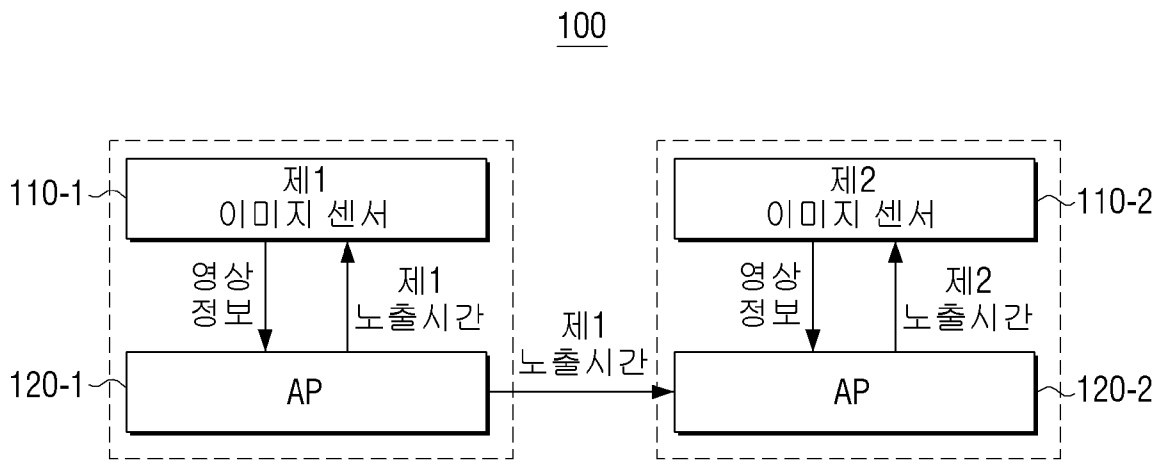 100
제1
이미지 센서
110-1
제2
이미지 센서
110-2
영상
정보
제1
노출시간
영상
정보
제2
노출시간
제1
노출시간
120-1
AP
AP
120-2